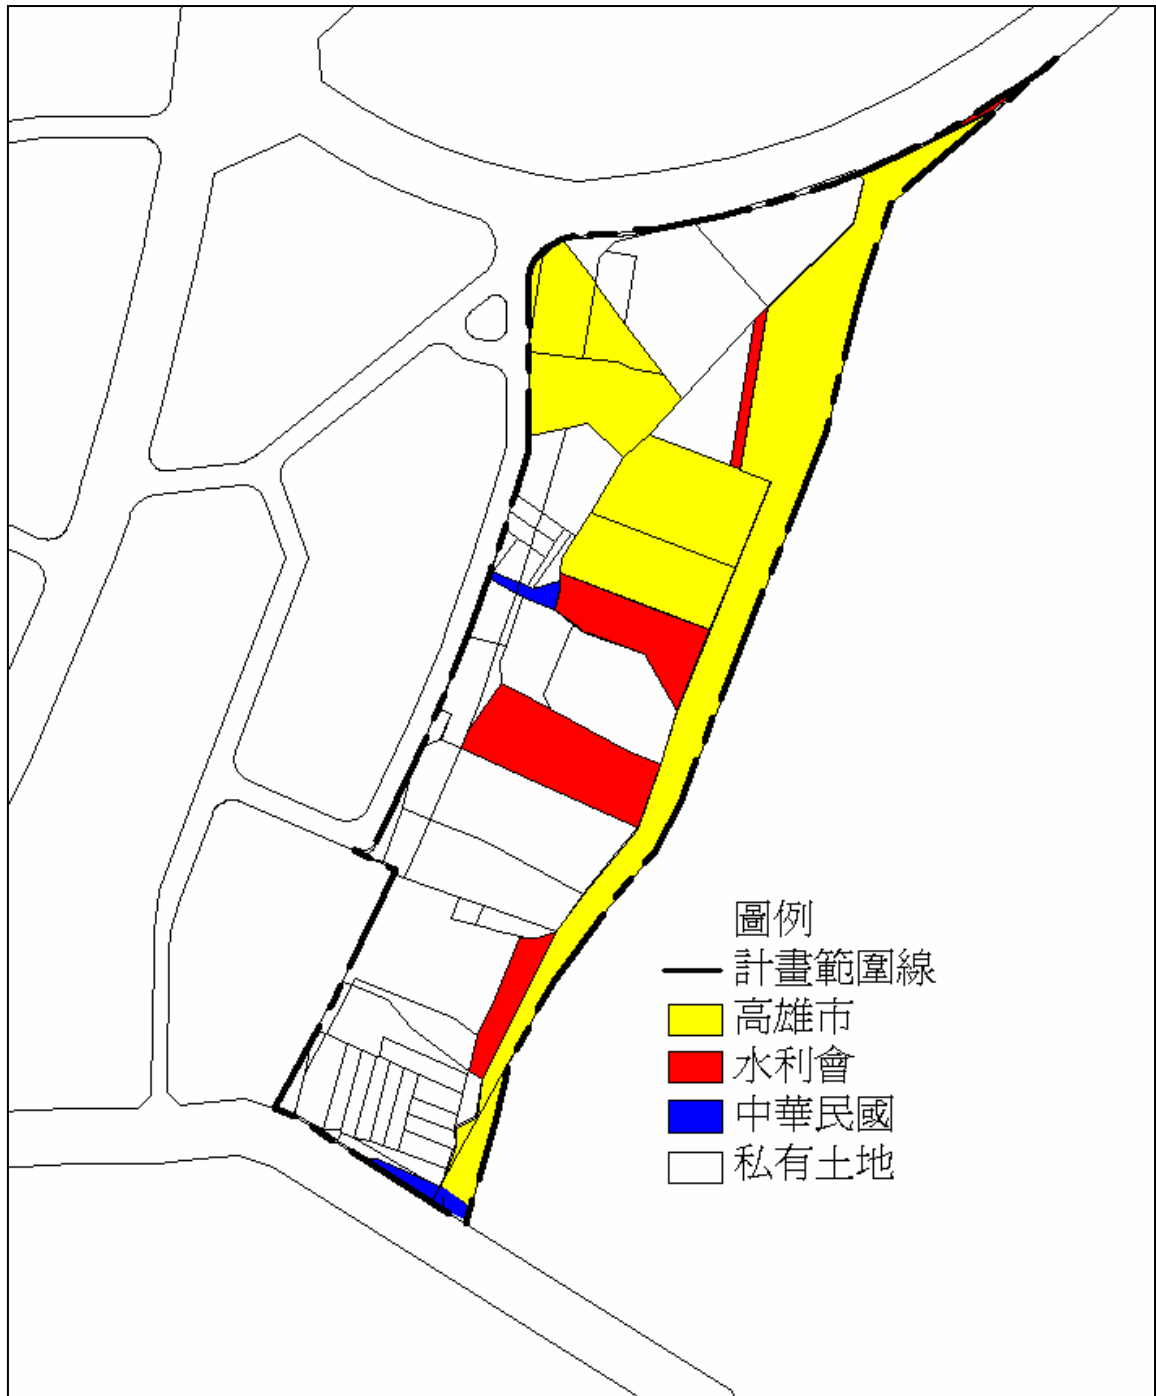 圖例
計畫範圍線
高雄市
水利會
中華民國
私有土地